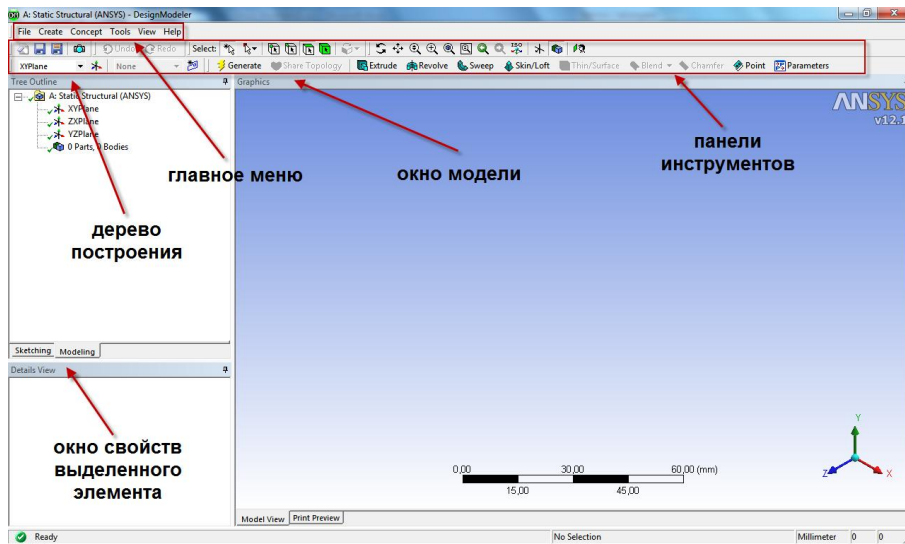 A: Static Structural (ANSYS) - DesignModeler
File Create Concept Tools View Help
Undo Redo Select:
XYPlane None Generate Share Topology Extrude Revolve Sweep Skin/Loft Thin/Surface Blend Chamfer Point Parameters
Tree Outline
Graphics
A: Static Structural (ANSYS)
XYPlane
ZXPlane
YZPlane
0 Parts, 0 Bodies
ANSYS
v12.1
главное меню
окно модели
панели
инструментов
дерево
построения
Sketching Modeling
Details View
окно свойств
выделенного
элемента
0,00 30,00 60,00 (mm)
15,00 45,00
Y
Z
X
Model View Print Preview
Ready No Selection Millimeter 0 0